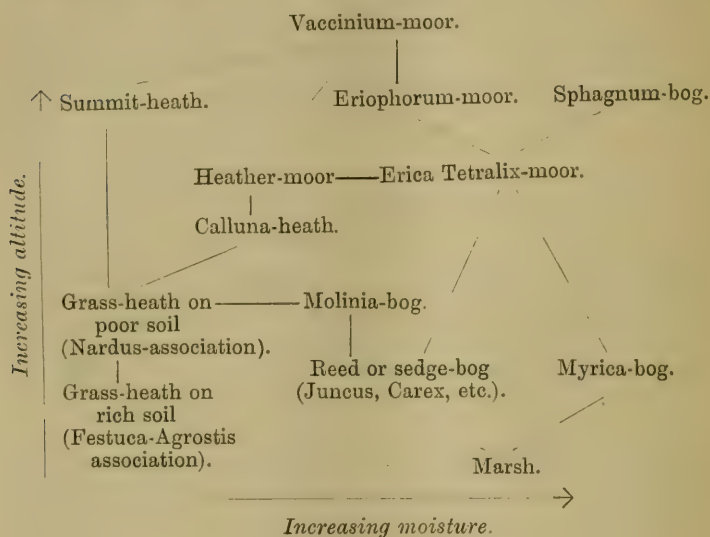 Vaccinium-moor.
↑ Summit-heath. Eriophorum-moor. Sphagnum-bog.
Heather-moor——Erica Tetralix-moor.
Calluna-heath.
Increasing altitude.
Grass-heath on Molinia-bog.
poor soil
(Nardus-association). Reed or sedge-bog Myrica-bog.
Grass-heath on (Juncus, Carex, etc.).
rich soil
(Festuca-Agrostis
association). Marsh.
Increasing moisture.